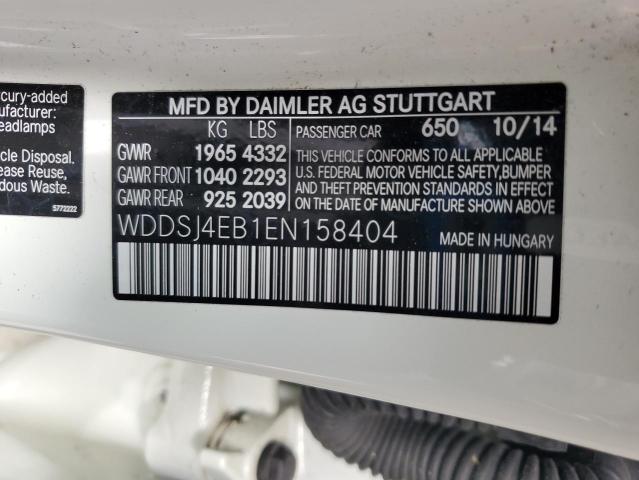 rcury-added
nufacturer:
eadlamps
cle Disposal.
ease Reuse,
dous Waste.
5772222
MFD BY DAIMLER AG STUTTGART
KG LBS PASSENGER CAR 650 10/14
GVWR 1965 4332
GAWR FRONT 1040 2293
GAWR REAR 925 2039
THIS VEHICLE CONFORMS TO ALL APPLICABLE
U.S. FEDERAL MOTOR VEHICLE SAFETY,BUMPER
AND THEFT PREVENTION STANDARDS IN EFFECT
ON THE DATE OF MANUFACTURE SHOWN ABOVE.
WDDSJ4EB1EN158404 MADE IN HUNGARY